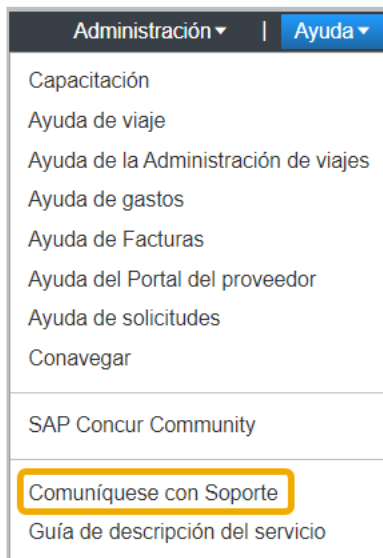 Administración ▾ | Ayuda ▾
Capacitación
Ayuda de viaje
Ayuda de la Administración de viajes
Ayuda de gastos
Ayuda de Facturas
Ayuda del Portal del proveedor
Ayuda de solicitudes
Conavegar
SAP Concur Community
Comuníquese con Soporte
Guía de descripción del servicio